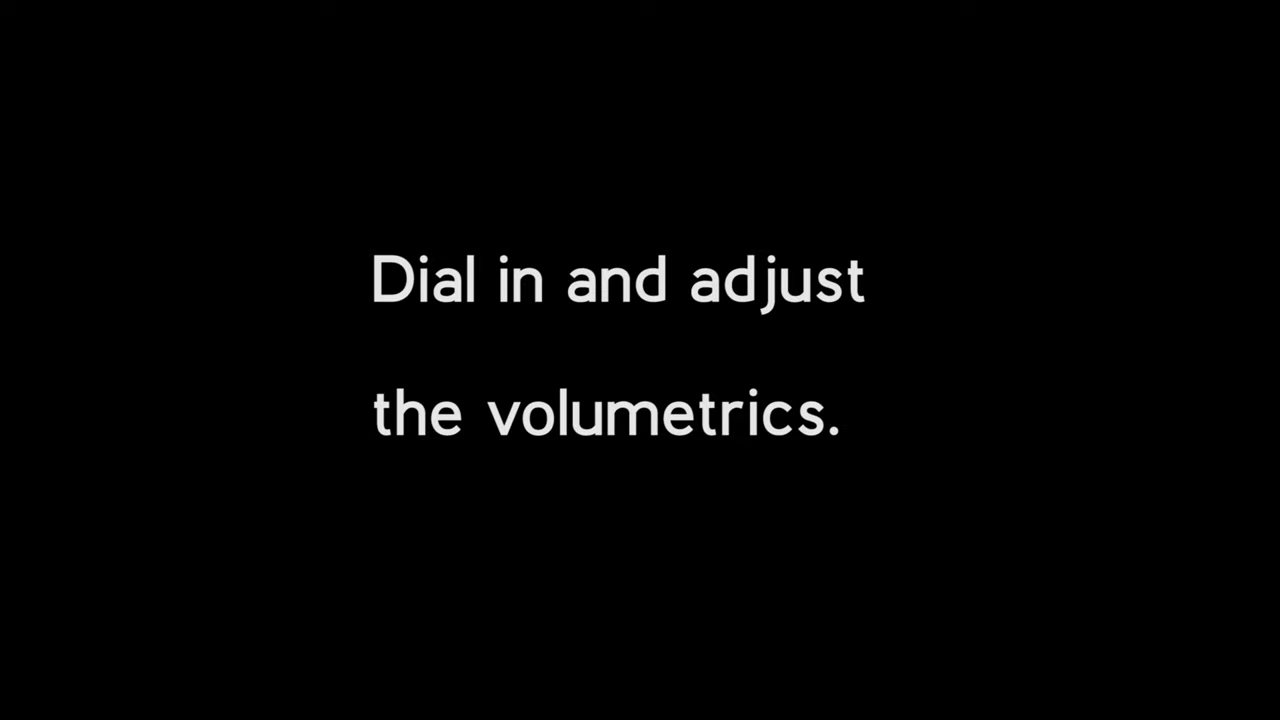 Dial in and adjust
the volumetrics.